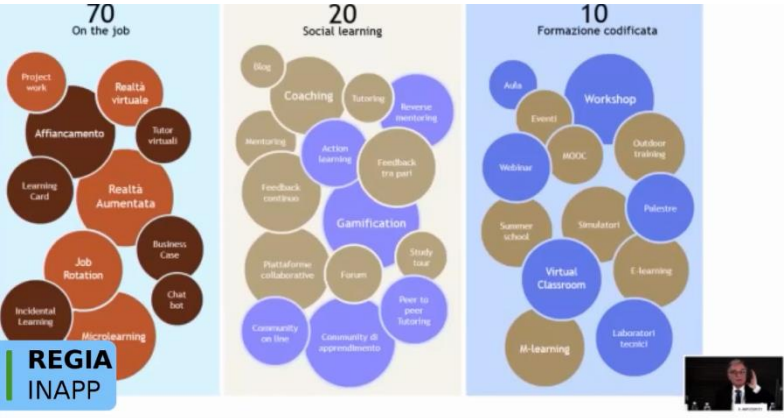 70
On the job
Project
work
Realtà
virtuale
Affiancamento
Tutor
virtuali
Learning
Card
Realtà
Aumentata
Business
Case
Job
Rotation
Chat
bot
Incidental
Learning
Microlearning
REGIA
INAPP
20
Social learning
Blog
Coaching
Tutoring
Reverse
mentoring
Mentoring
Action
learning
Feedback
tra pari
Feedback
continuo
Gamification
Study
tour
Piattaforme
collaborative
Forum
Peer to
peer
Tutoring
Community
on line
Community di
apprendimento
10
Formazione codificata
Aula
Workshop
Eventi
MOOC
Outdoor
training
Webinar
Palestre
Summer
school
Simulatori
Virtual
Classroom
E-learning
M-learning
Laboratori
tecnici